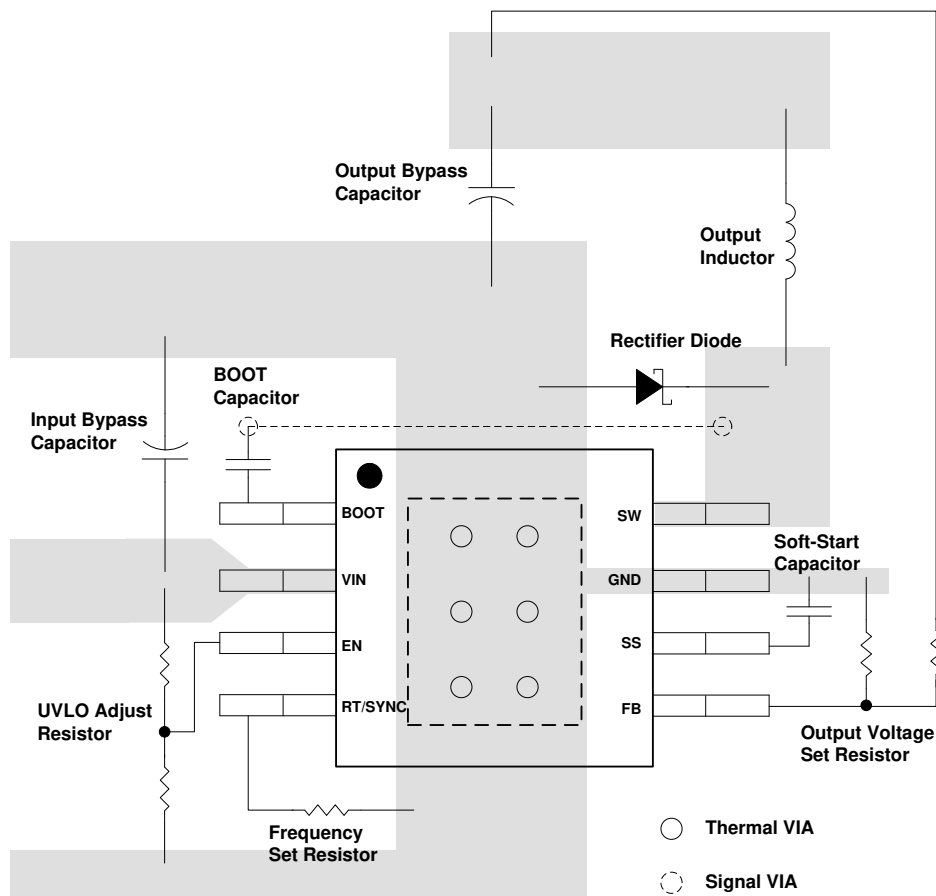 Output Bypass
Capacitor
Output
Inductor
Rectifier Diode
BOOT
Capacitor
Input Bypass
Capacitor
BOOT
SW
Soft-Start
Capacitor
VIN
GND
EN
SS
RT/SYNC
FB
UVLO Adjust
Resistor
Output Voltage
Set Resistor
Frequency
Set Resistor
Thermal VIA
Signal VIA